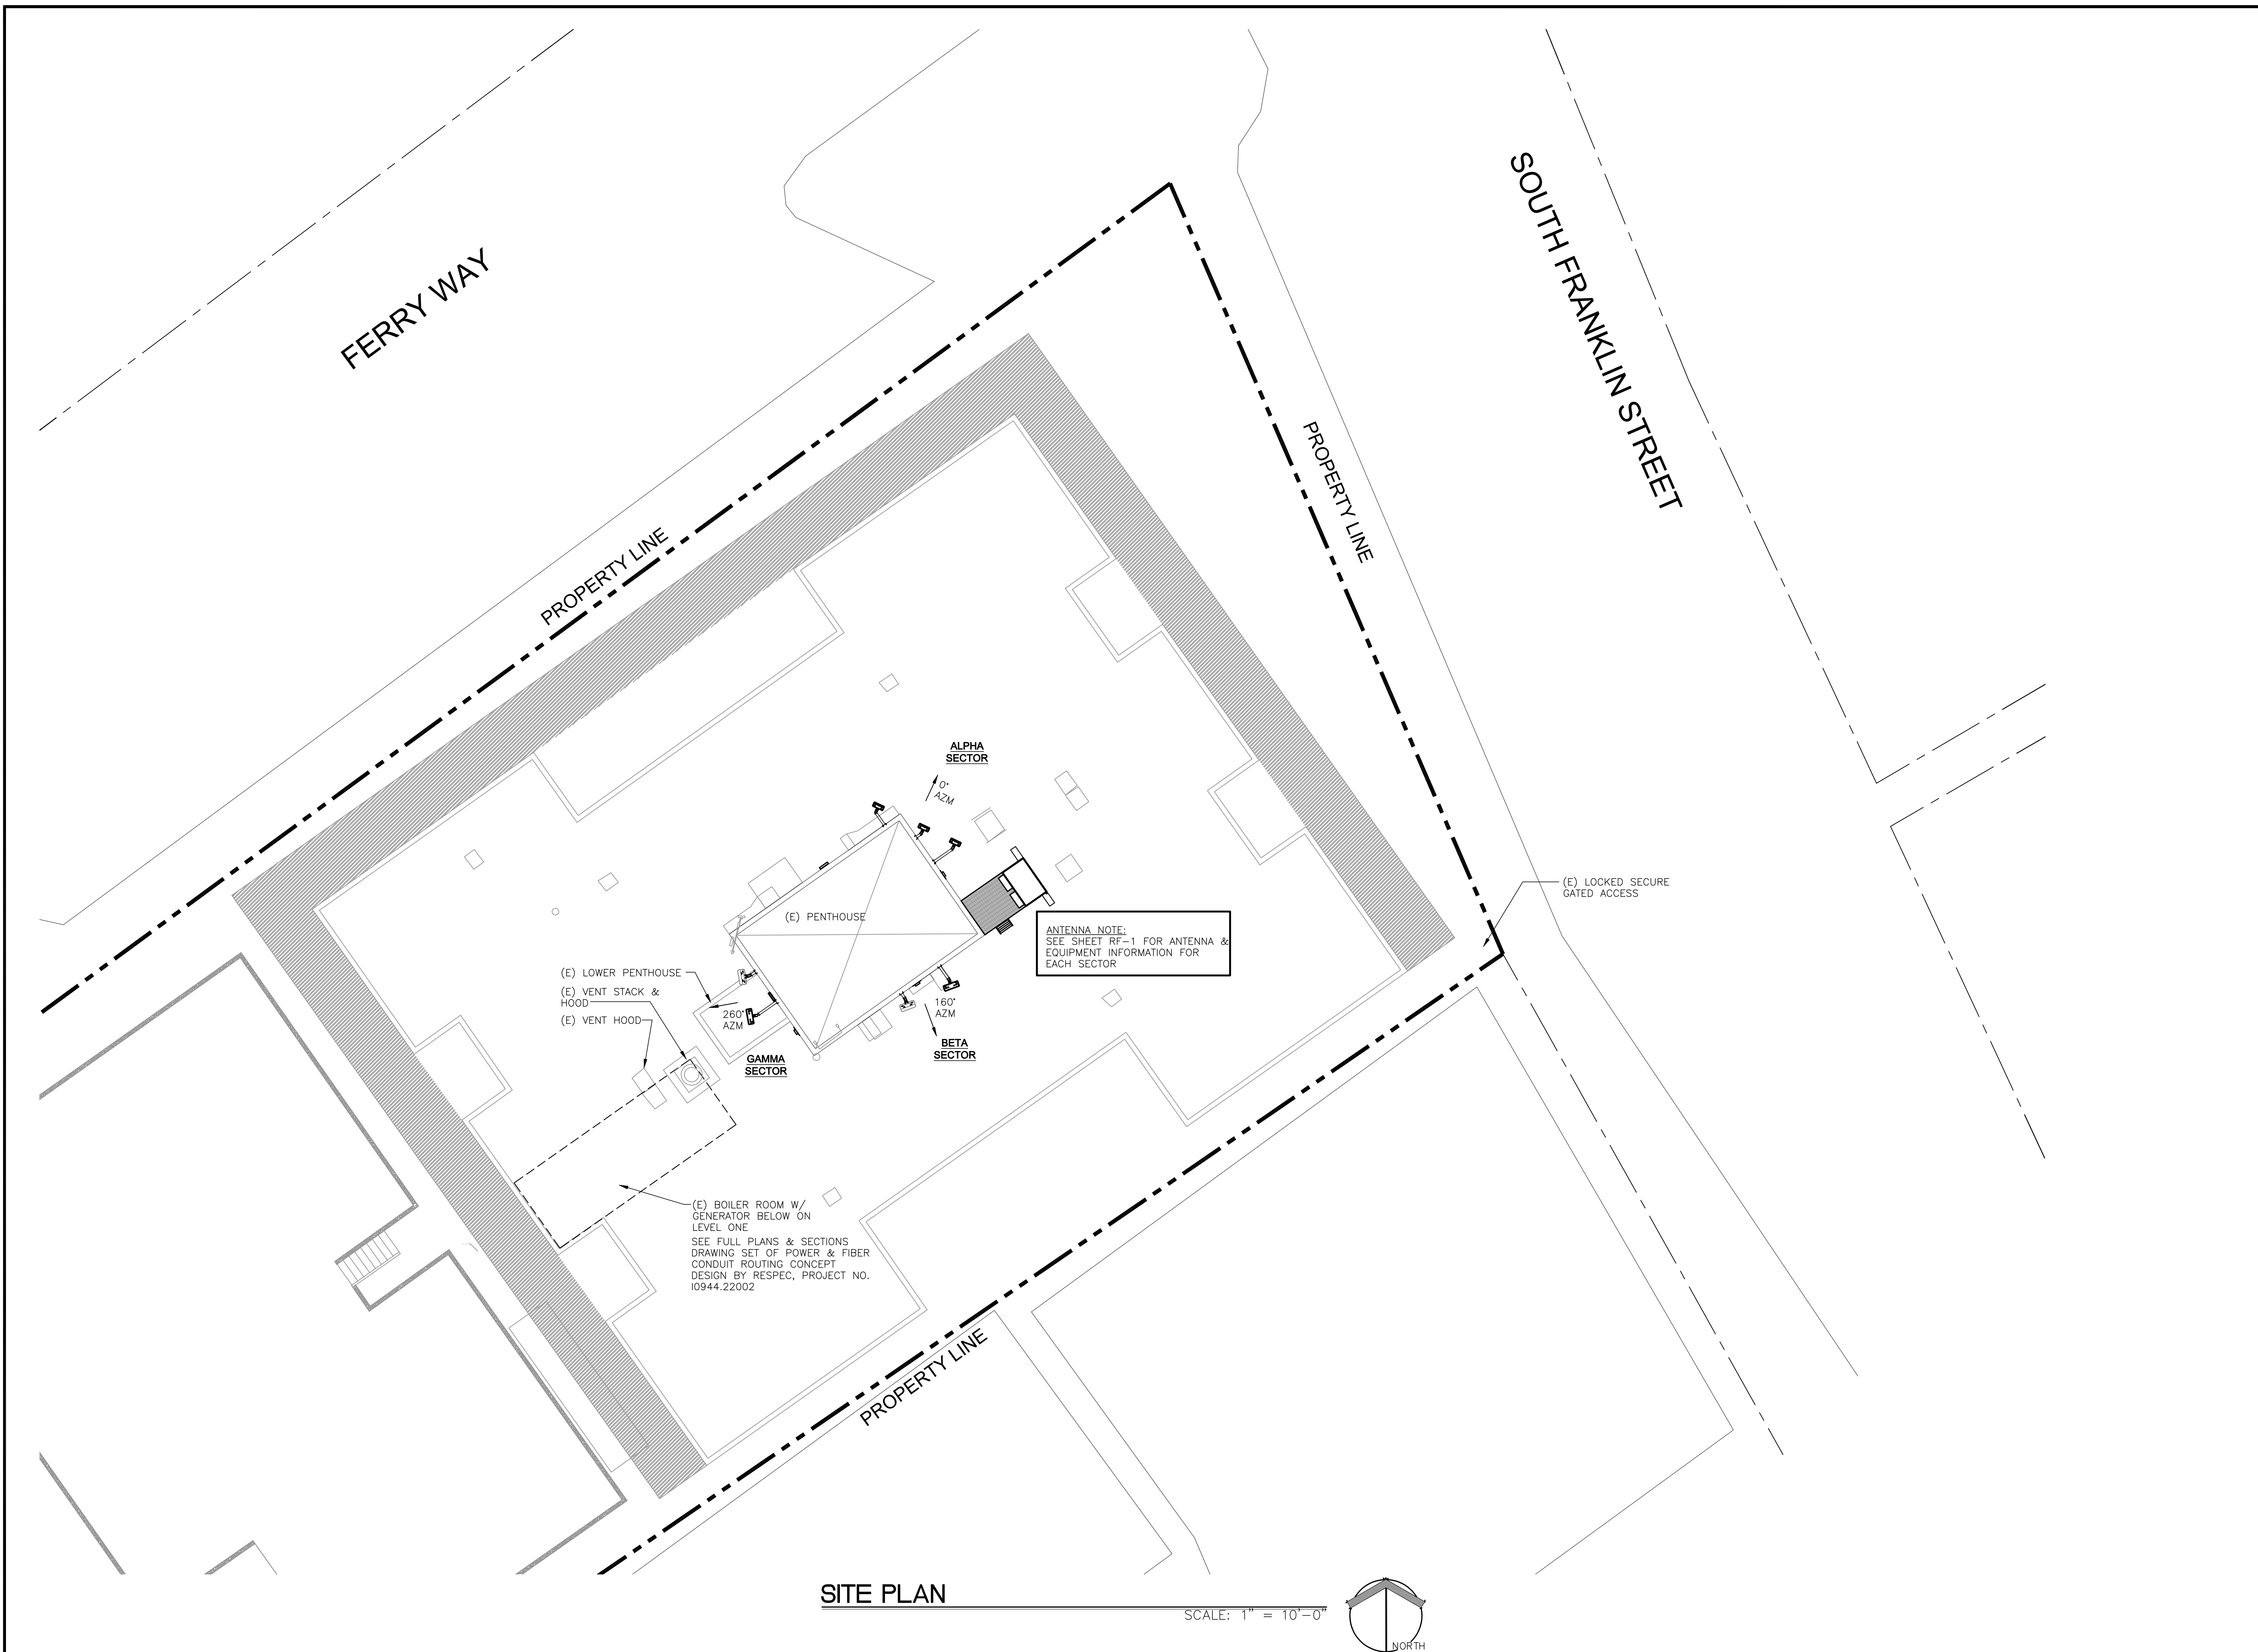 FERRY WAY
SOUTH FRANKLIN STREET
PROPERTY LINE
PROPERTY LINE
ALPHA
SECTOR
0°
AZM
(E) PENTHOUSE
(E) LOCKED SECURE
GATED ACCESS
ANTENNA NOTE:
SEE SHEET RF-1 FOR ANTENNA &
EQUIPMENT INFORMATION FOR
EACH SECTOR
(E) LOWER PENTHOUSE
(E) VENT STACK &
HOOD
(E) VENT HOOD
260°
AZM
GAMMA
SECTOR
160°
AZM
BETA
SECTOR
(E) BOILER ROOM W/
GENERATOR BELOW ON
LEVEL ONE
SEE FULL PLANS & SECTIONS
DRAWING SET OF POWER & FIBER
CONDUIT ROUTING CONCEPT
DESIGN BY RESPEC, PROJECT NO.
I0944.22002
PROPERTY LINE
SITE PLAN
SCALE: 1" = 10'-0"
NORTH